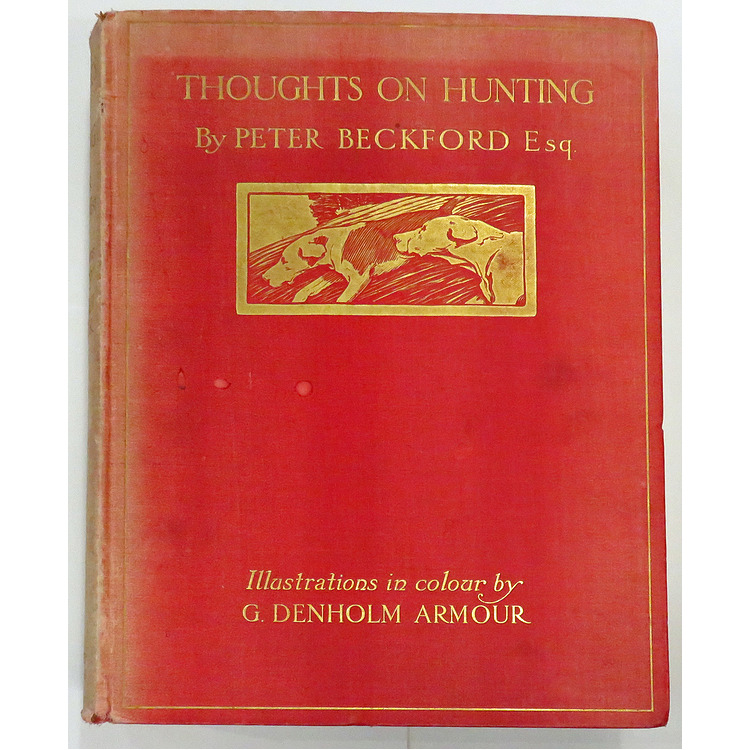 THOUGHTS ON HUNTING
By PETER BECKFORD Esq.
Illustrations in colour by
G. DENHOLM ARMOUR